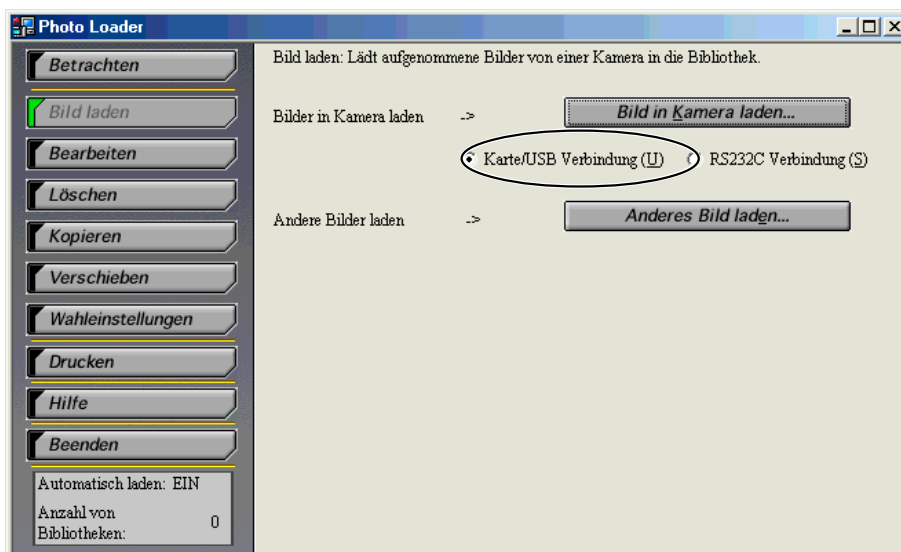 Photo Loader
Betrachten
Bild laden
Bearbeiten
Löschen
Kopieren
Verschieben
Wahleinstellungen
Drucken
Hilfe
Beenden
Automatisch laden: EIN
Anzahl von
Bibliotheken: 0
Bild laden: Lädt aufgenommene Bilder von einer Kamera in die Bibliothek.
Bilder in Kamera laden -> Bild in Kamera laden...
Karte/USB Verbindung (U) RS232C Verbindung (S)
Andere Bilder laden -> Anderes Bild laden...